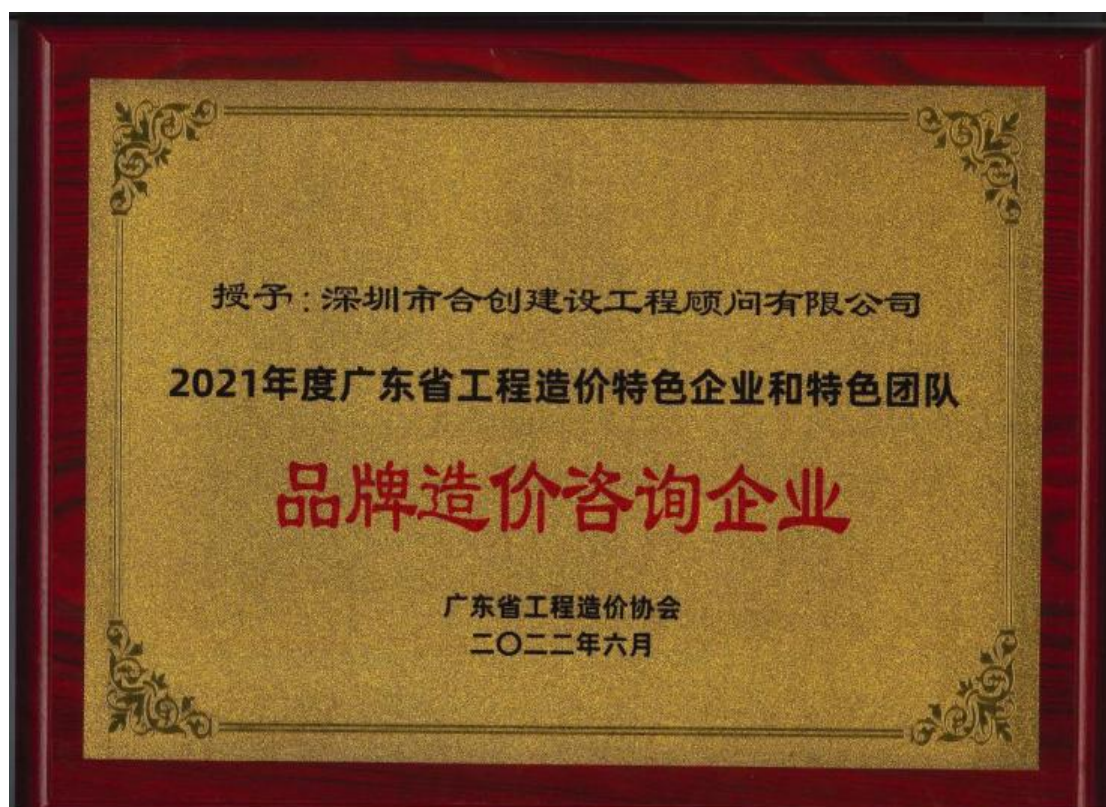 授予:深圳市合创建设工程顾问有限公司
2021年度广东省工程造价特色企业和特色团队
品牌造价咨询企业
广东省工程造价协会
二〇二二年六月